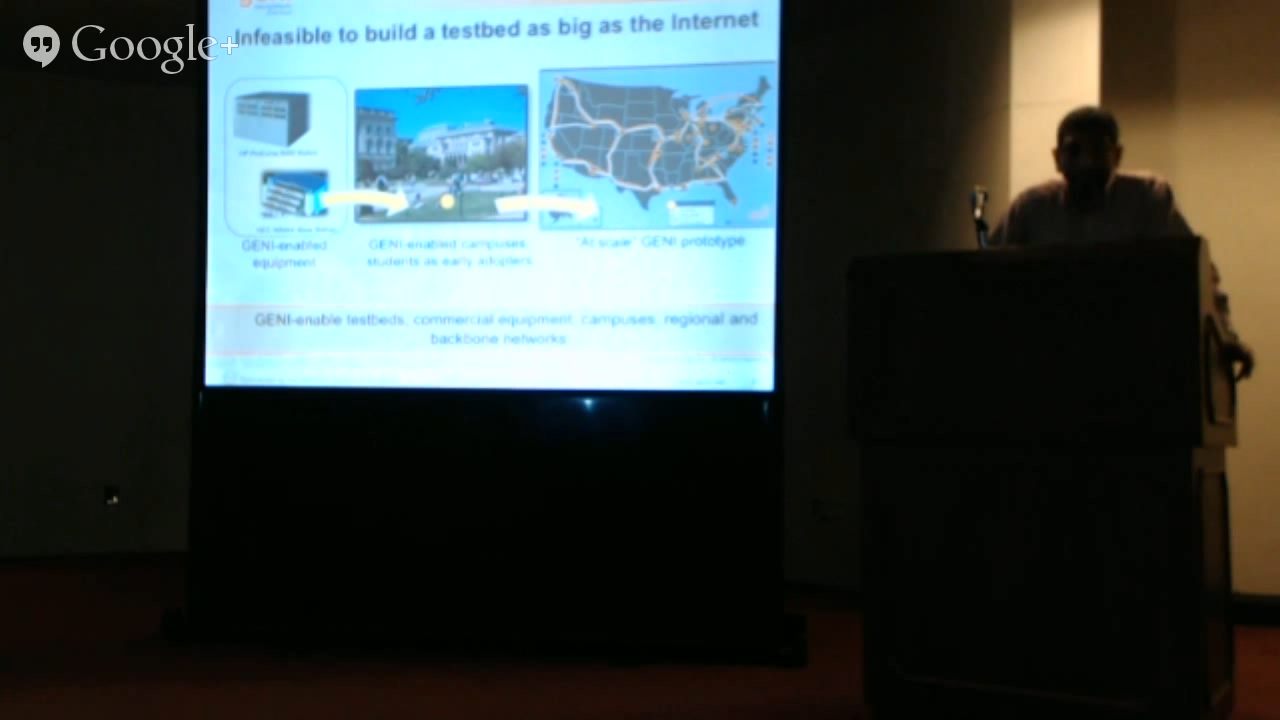 Google+
Infeasible to build a testbed as big as the Internet
GENI-enabled
equipment
GENI-enabled campuses,
students as early adopters
"At scale" GENI prototype
GENI-enable testbeds, commercial equipment, campuses, regional and
backbone networks